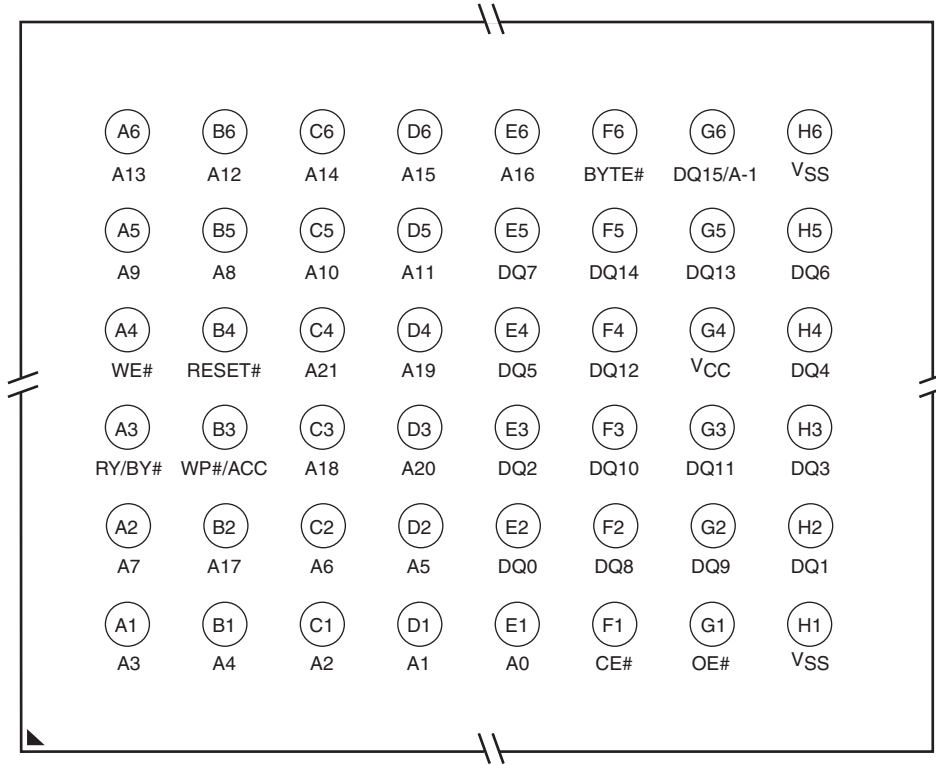 A6 B6 C6 D6 E6 F6 G6 H6
A13 A12 A14 A15 A16 BYTE# DQ15/A-1 VSS
A5 B5 C5 D5 E5 F5 G5 H5
A9 A8 A10 A11 DQ7 DQ14 DQ13 DQ6
A4 B4 C4 D4 E4 F4 G4 H4
WE# RESET# A21 A19 DQ5 DQ12 VCC DQ4
A3 B3 C3 D3 E3 F3 G3 H3
RY/BY# WP#/ACC A18 A20 DQ2 DQ10 DQ11 DQ3
A2 B2 C2 D2 E2 F2 G2 H2
A7 A17 A6 A5 DQ0 DQ8 DQ9 DQ1
A1 B1 C1 D1 E1 F1 G1 H1
A3 A4 A2 A1 A0 CE# OE# VSS